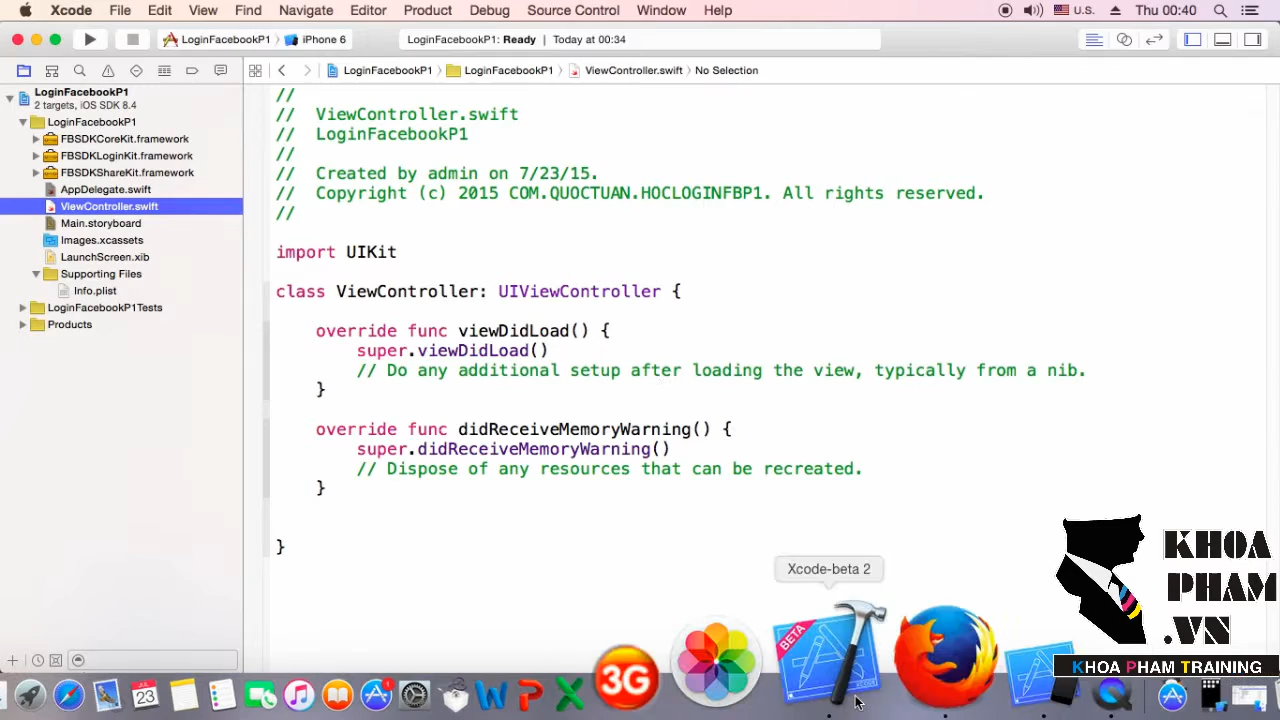 Xcode File Edit View Find Navigate Editor Product Debug Source Control Window Help U.S. Thu 00:40
LoginFacebookP1 iPhone 6 LoginFacebookP1: Ready | Today at 00:34
LoginFacebookP1 LoginFacebookP1 ViewController.swift No Selection
LoginFacebookP1
2 targets, iOS SDK 8.4
LoginFacebookP1
FBSDKCoreKit.framework
FBSDKLoginKit.framework
FBSDKShareKit.framework
AppDelegate.swift
ViewController.swift
Main.storyboard
Images.xcassets
LaunchScreen.xib
Supporting Files
Info.plist
LoginFacebookP1Tests
Products
//
// ViewController.swift
// LoginFacebookP1
//
// Created by admin on 7/23/15.
// Copyright (c) 2015 COM.QUOCTUAN.HOCLOGINFBP1. All rights reserved.
//
import UIKit
class ViewController: UIViewController {
override func viewDidLoad() {
super.viewDidLoad()
// Do any additional setup after loading the view, typically from a nib.
}
override func didReceiveMemoryWarning() {
super.didReceiveMemoryWarning()
// Dispose of any resources that can be recreated.
}
}
Xcode-beta 2
BETA
3G
23
KHOA
PHAM
.VN
KHOA PHAM TRAINING